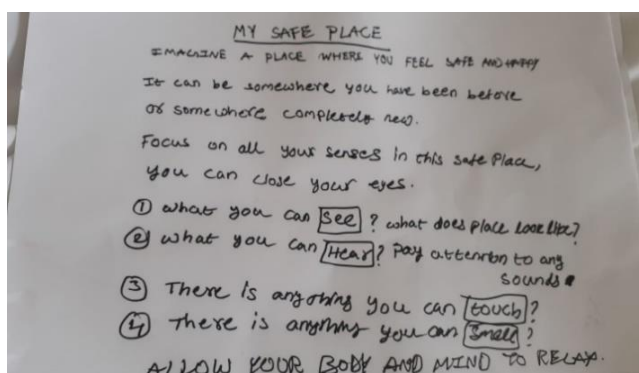 MY SAFE PLACE
IMAGINE A PLACE WHERE YOU FEEL SAFE AND HAPPY
It can be somewhere you have been before
or somewhere completely new.
Focus on all your senses in this safe Place,
you can close your eyes.
① what you can See ? what does place look like?
② what you can Hear? Pay attention to any
sounds
③ There is anything you can touch?
④ There is anything you can Smell ?
ALLOW YOUR BODY AND MIND TO RELAX.